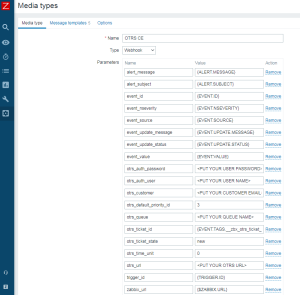 Z
Media types
Media type Message templates 5 Options
* Name OTRS CE
Type Webhook
Parameters Name Value Action
alert_message {ALERT.MESSAGE} Remove
alert_subject {ALERT.SUBJECT} Remove
event_id {EVENT.ID} Remove
event_nseverity {EVENT.NSEVERITY} Remove
event_source {EVENT.SOURCE} Remove
event_update_message {EVENT.UPDATE.MESSAGE} Remove
event_update_status {EVENT.UPDATE.STATUS} Remove
event_value {EVENT.VALUE} Remove
otrs_auth_password <PUT YOUR USER PASSWORD> Remove
otrs_auth_user <PUT YOUR USER NAME> Remove
otrs_customer <PUT YOUR CUSTOMER EMAIL Remove
otrs_default_priority_id 3 Remove
otrs_queue <PUT YOUR QUEUE NAME> Remove
otrs_ticket_id {EVENT.TAGS.__zbx_otrs_ticket_ Remove
otrs_ticket_state new Remove
otrs_time_unit 0 Remove
otrs_url <PUT YOUR OTRS URL> Remove
trigger_id {TRIGGER.ID} Remove
zabbix_url {$ZABBIX.URL} Remove